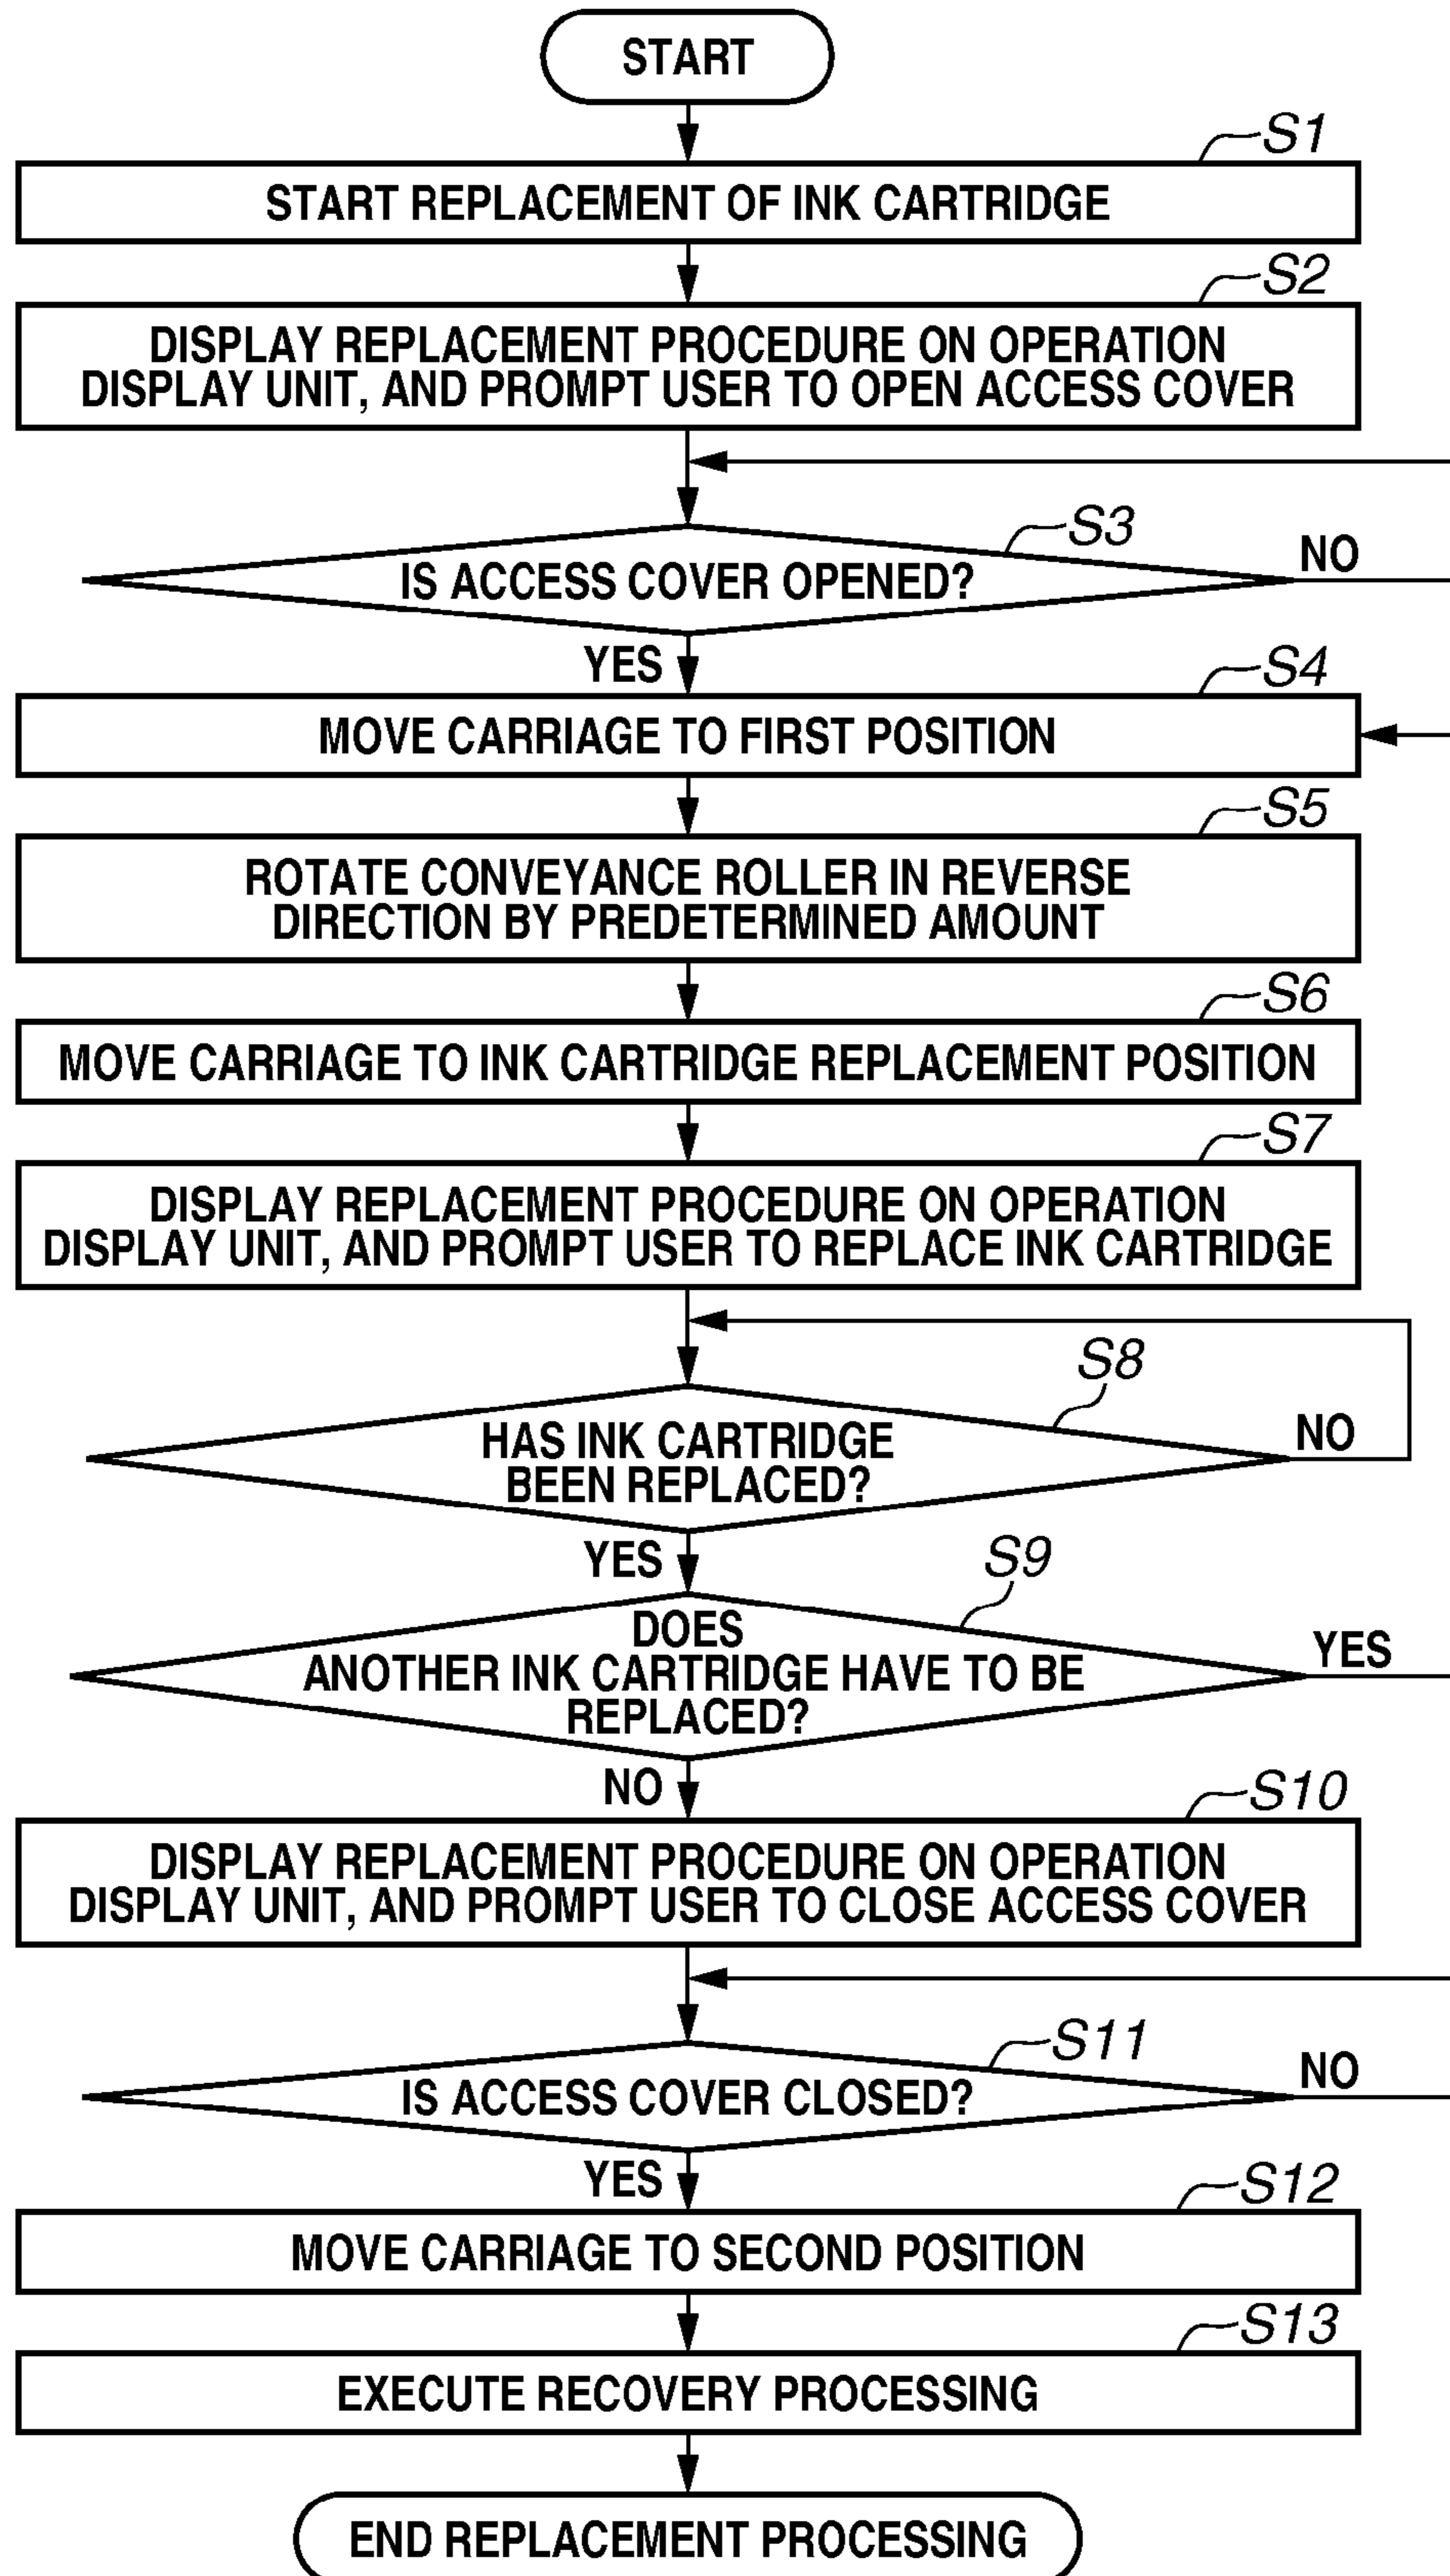 START
S1
START REPLACEMENT OF INK CARTRIDGE
S2
DISPLAY REPLACEMENT PROCEDURE ON OPERATION
DISPLAY UNIT, AND PROMPT USER TO OPEN ACCESS COVER
S3
IS ACCESS COVER OPENED?
NO
YES
S4
MOVE CARRIAGE TO FIRST POSITION
S5
ROTATE CONVEYANCE ROLLER IN REVERSE
DIRECTION BY PREDETERMINED AMOUNT
S6
MOVE CARRIAGE TO INK CARTRIDGE REPLACEMENT POSITION
S7
DISPLAY REPLACEMENT PROCEDURE ON OPERATION
DISPLAY UNIT, AND PROMPT USER TO REPLACE INK CARTRIDGE
S8
HAS INK CARTRIDGE
BEEN REPLACED?
NO
YES
S9
DOES
ANOTHER INK CARTRIDGE HAVE TO BE
REPLACED?
YES
NO
S10
DISPLAY REPLACEMENT PROCEDURE ON OPERATION
DISPLAY UNIT, AND PROMPT USER TO CLOSE ACCESS COVER
S11
IS ACCESS COVER CLOSED?
NO
YES
S12
MOVE CARRIAGE TO SECOND POSITION
S13
EXECUTE RECOVERY PROCESSING
END REPLACEMENT PROCESSING